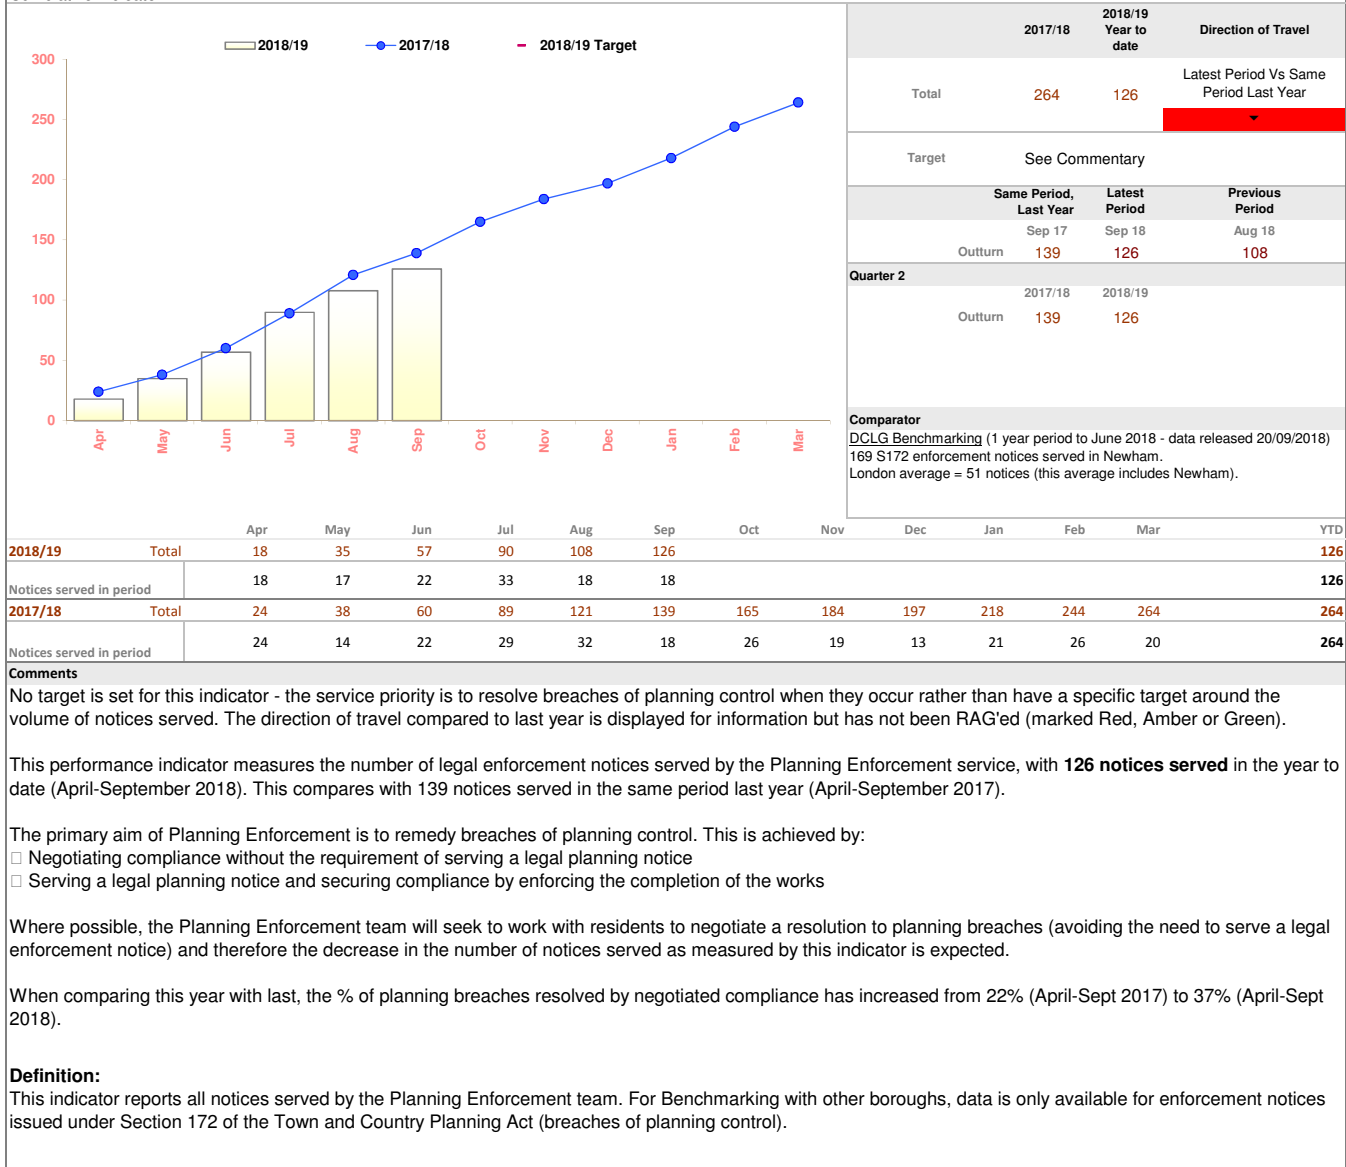 2018/19 2017/18 2018/19 Target
300
250
200
150
100
50
0
Apr May Jun Jul Aug Sep Oct Nov Dec Jan Feb Mar
2017/18 2018/19 Year to date Direction of Travel
Total 264 126 Latest Period Vs Same Period Last Year
Target See Commentary
Same Period, Last Year Latest Period Previous Period
Sep 17 Sep 18 Aug 18
Outturn 139 126 108
Quarter 2
2017/18 2018/19
Outturn 139 126
Comparator
DCLG Benchmarking (1 year period to June 2018 - data released 20/09/2018)
169 S172 enforcement notices served in Newham.
London average = 51 notices (this average includes Newham).
Apr May Jun Jul Aug Sep Oct Nov Dec Jan Feb Mar YTD
2018/19 Total 18 35 57 90 108 126 126
Notices served in period 18 17 22 33 18 18 126
2017/18 Total 24 38 60 89 121 139 165 184 197 218 244 264 264
Notices served in period 24 14 22 29 32 18 26 19 13 21 26 20 264
Comments
No target is set for this indicator - the service priority is to resolve breaches of planning control when they occur rather than have a specific target around the
volume of notices served. The direction of travel compared to last year is displayed for information but has not been RAG'ed (marked Red, Amber or Green).
This performance indicator measures the number of legal enforcement notices served by the Planning Enforcement service, with 126 notices served in the year to
date (April-September 2018). This compares with 139 notices served in the same period last year (April-September 2017).
The primary aim of Planning Enforcement is to remedy breaches of planning control. This is achieved by:
Negotiating compliance without the requirement of serving a legal planning notice
Serving a legal planning notice and securing compliance by enforcing the completion of the works
Where possible, the Planning Enforcement team will seek to work with residents to negotiate a resolution to planning breaches (avoiding the need to serve a legal
enforcement notice) and therefore the decrease in the number of notices served as measured by this indicator is expected.
When comparing this year with last, the % of planning breaches resolved by negotiated compliance has increased from 22% (April-Sept 2017) to 37% (April-Sept
2018).
Definition:
This indicator reports all notices served by the Planning Enforcement team. For Benchmarking with other boroughs, data is only available for enforcement notices
issued under Section 172 of the Town and Country Planning Act (breaches of planning control).